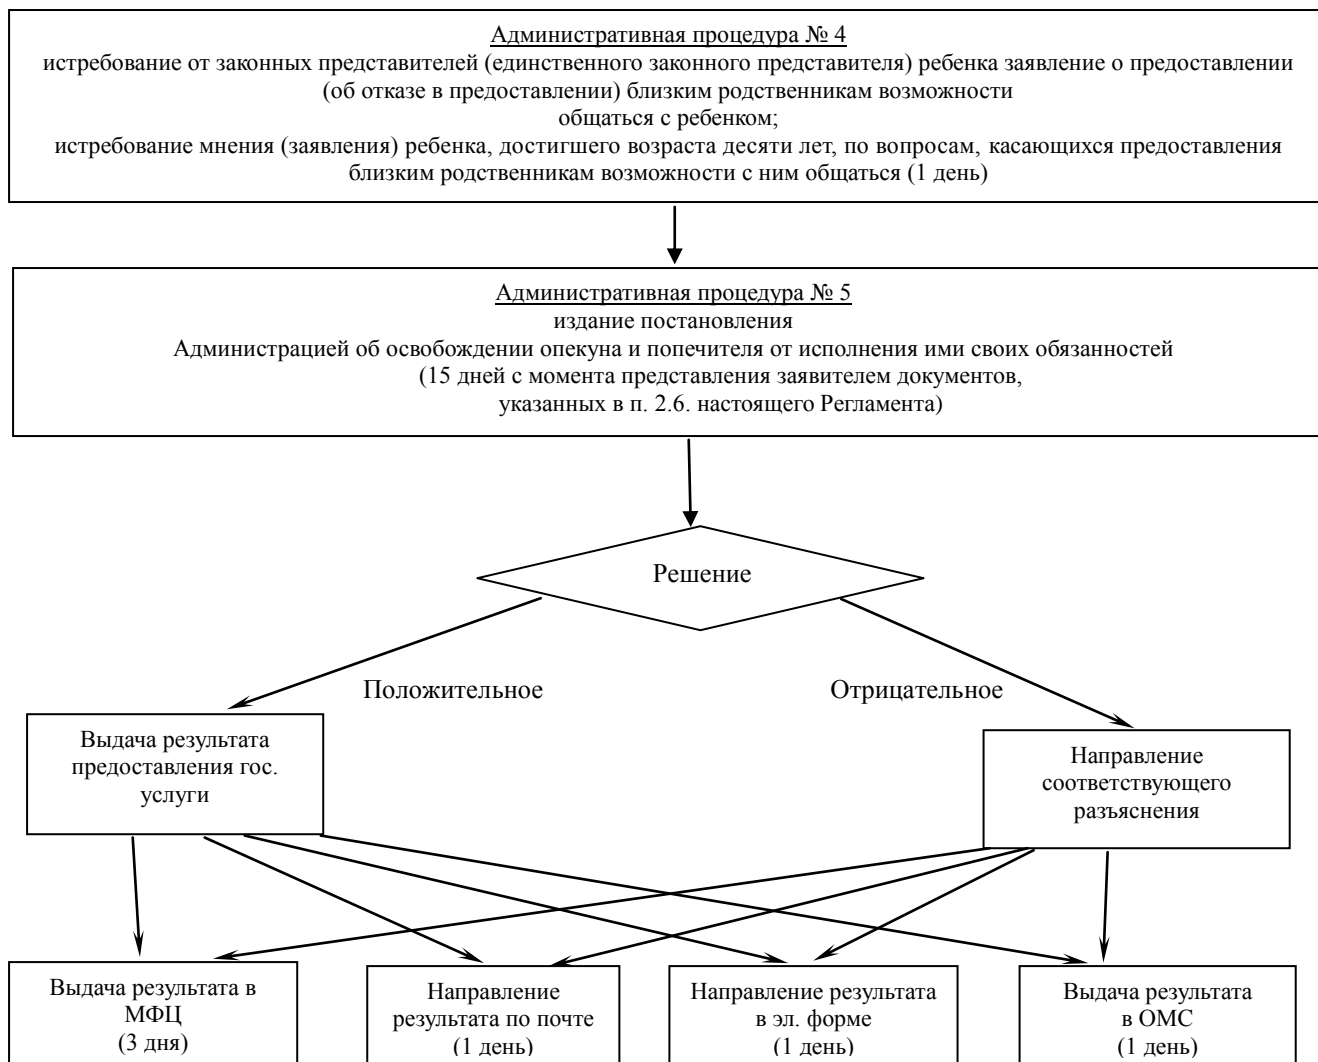 Административная процедура № 4
истребование от законных представителей (единственного законного представителя) ребенка заявление о предоставлении
(об отказе в предоставлении) близким родственникам возможности
общаться с ребенком;
истребование мнения (заявления) ребенка, достигшего возраста десяти лет, по вопросам, касающихся предоставления
близким родственникам возможности с ним общаться (1 день)
Административная процедура № 5
издание постановления
Администрацией об освобождении опекуна и попечителя от исполнения ими своих обязанностей
(15 дней с момента представления заявителем документов,
указанных в п. 2.6. настоящего Регламента)
Решение
Положительное
Отрицательное
Выдача результата
предоставления гос.
услуги
Направление
соответствующего
разъяснения
Выдача результата в
МФЦ
(3 дня)
Направление
результата по почте
(1 день)
Направление результата
в эл. форме
(1 день)
Выдача результата
в ОМС
(1 день)